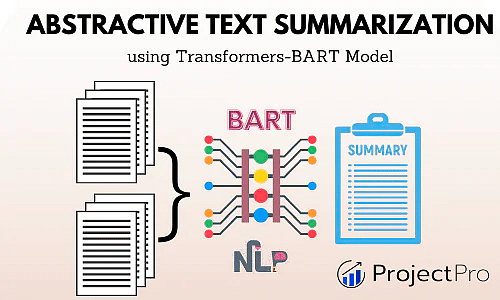 ABSTRACTIVE TEXT SUMMARIZATION
using Transformers-BART Model
BART
SUMMARY
NLP
ProjectPro